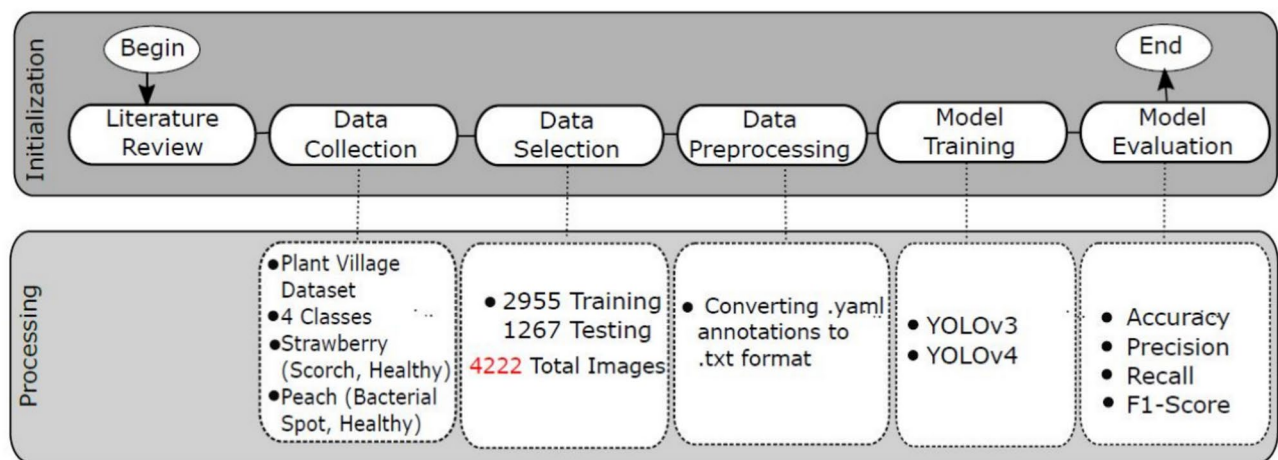 Initialization
Begin
End
Literature
Review
Data
Collection
Data
Selection
Data
Preprocessing
Model
Training
Model
Evaluation
Processing
●Plant Village
Dataset
●4 Classes
●Strawberry
(Scorch, Healthy)
●Peach (Bacterial
Spot, Healthy)
● 2955 Training
1267 Testing
4222 Total Images
● Converting .yaml
annotations to
.txt format
● YOLOv3
● YOLOv4
● Accuracy
● Precision
● Recall
● F1-Score